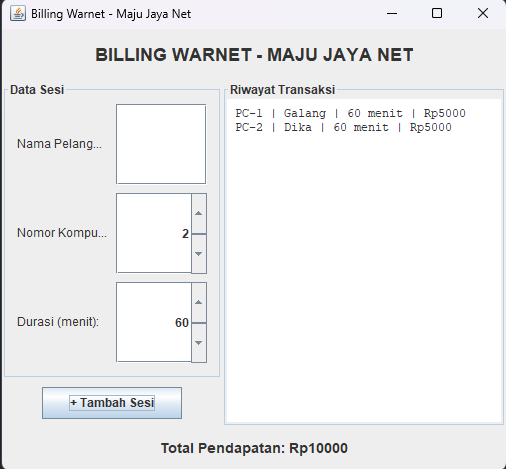 Billing Warnet - Maju Jaya Net
BILLING WARNET - MAJU JAYA NET
Data Sesi
Nama Pelang...
Nomor Kompu...
2
Durasi (menit):
60
+ Tambah Sesi
Riwayat Transaksi
PC-1 | Galang | 60 menit | Rp5000
PC-2 | Dika | 60 menit | Rp5000
Total Pendapatan: Rp10000